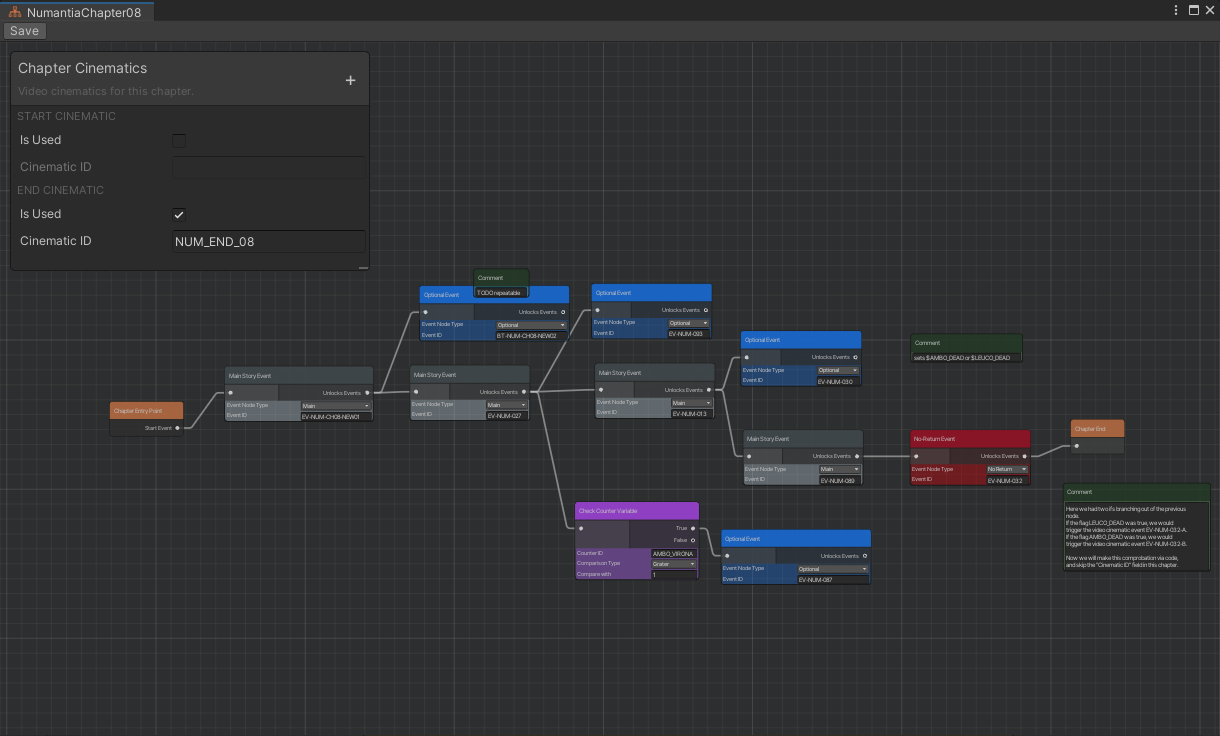 NumantiaChapter08
Save
Chapter Cinematics
Video cinematics for this chapter.
START CINEMATIC
Is Used
Cinematic ID
END CINEMATIC
Is Used
Cinematic ID
NUM_END_08
Chapter Entry Point
Start Event
Main Story Event
Unlocks Events
Event Node Type
Main
Event ID
EV-NUM-CH08-NEW01
Comment
TODO repeatable
Optional Event
Unlocks Events
Event Node Type
Optional
Event ID
BT-NUM-CH08-NEW02
Main Story Event
Unlocks Events
Event Node Type
Main
Event ID
EV-NUM-027
Optional Event
Unlocks Events
Event Node Type
Optional
Event ID
EV-NUM-093
Main Story Event
Unlocks Events
Event Node Type
Main
Event ID
EV-NUM-013
Check Counter Variable
True
False
Counter ID
AMBO_VIRONA
Comparison Type
Grater
Compare with
1
Optional Event
Unlocks Events
Event Node Type
Optional
Event ID
EV-NUM-087
Optional Event
Unlocks Events
Event Node Type
Optional
Event ID
EV-NUM-030
Main Story Event
Unlocks Events
Event Node Type
Main
Event ID
EV-NUM-089
Comment
sets $AMBO_DEAD or $LEUCO_DEAD
No-Return Event
Unlocks Events
Event Node Type
No Return
Event ID
EV-NUM-032
Chapter End
Comment
Here we had two ifs branching out of the previous
node.
If the flag LEUCO_DEAD was true, we would
trigger the video cinematic event EV-NUM-032-A.
If the flag AMBO_DEAD was true, we would
trigger the video cinematic event EV-NUM-032-B.
Now we will make this comprobation via code,
and skip the "Cinematic ID" field in this chapter.